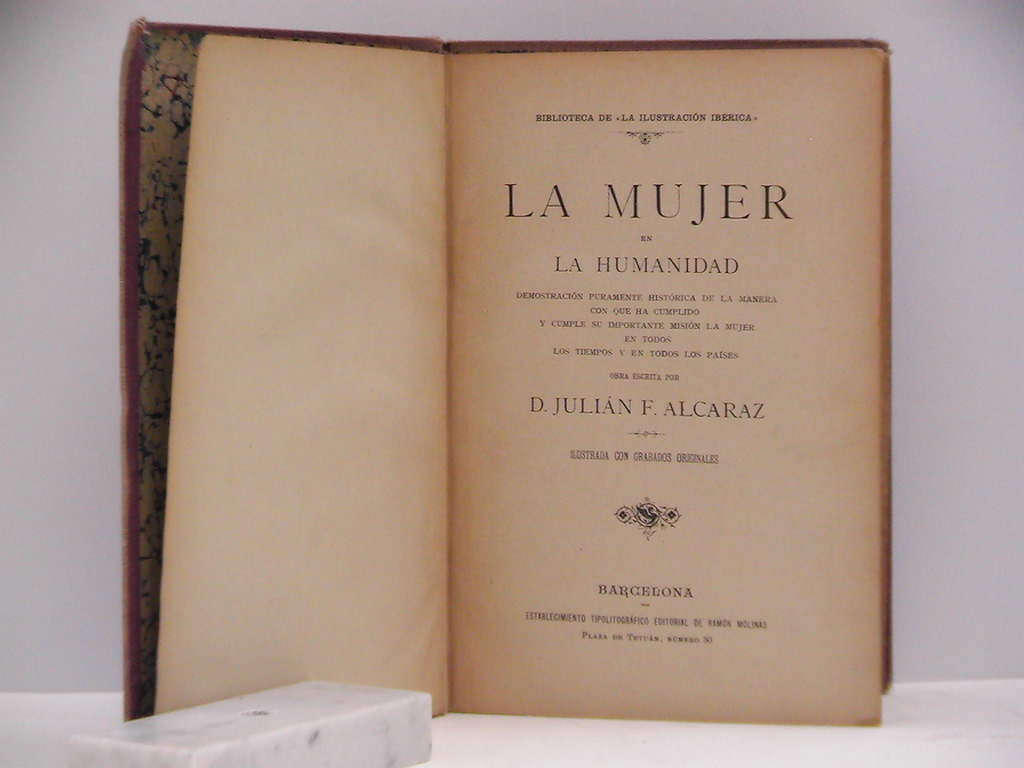 BIBLIOTECA DE «LA ILUSTRACIÓN IBÉRICA»
LA MUJER
EN
LA HUMANIDAD
DEMOSTRACIÓN PURAMENTE HISTÓRICA DE LA MANERA
CON QUE HA CUMPLIDO
Y CUMPLE SU IMPORTANTE MISIÓN LA MUJER
EN TODOS
LOS TIEMPOS Y EN TODOS LOS PAÍSES
OBRA ESCRITA POR
D. JULIÁN F. ALCARAZ
ILUSTRADA CON GRABADOS ORIGINALES
BARCELONA
ESTABLECIMIENTO TIPOLITOGRÁFICO EDITORIAL DE RAMÓN MOLINAS
PLAZA DE TETUÁN, NÚMERO 50